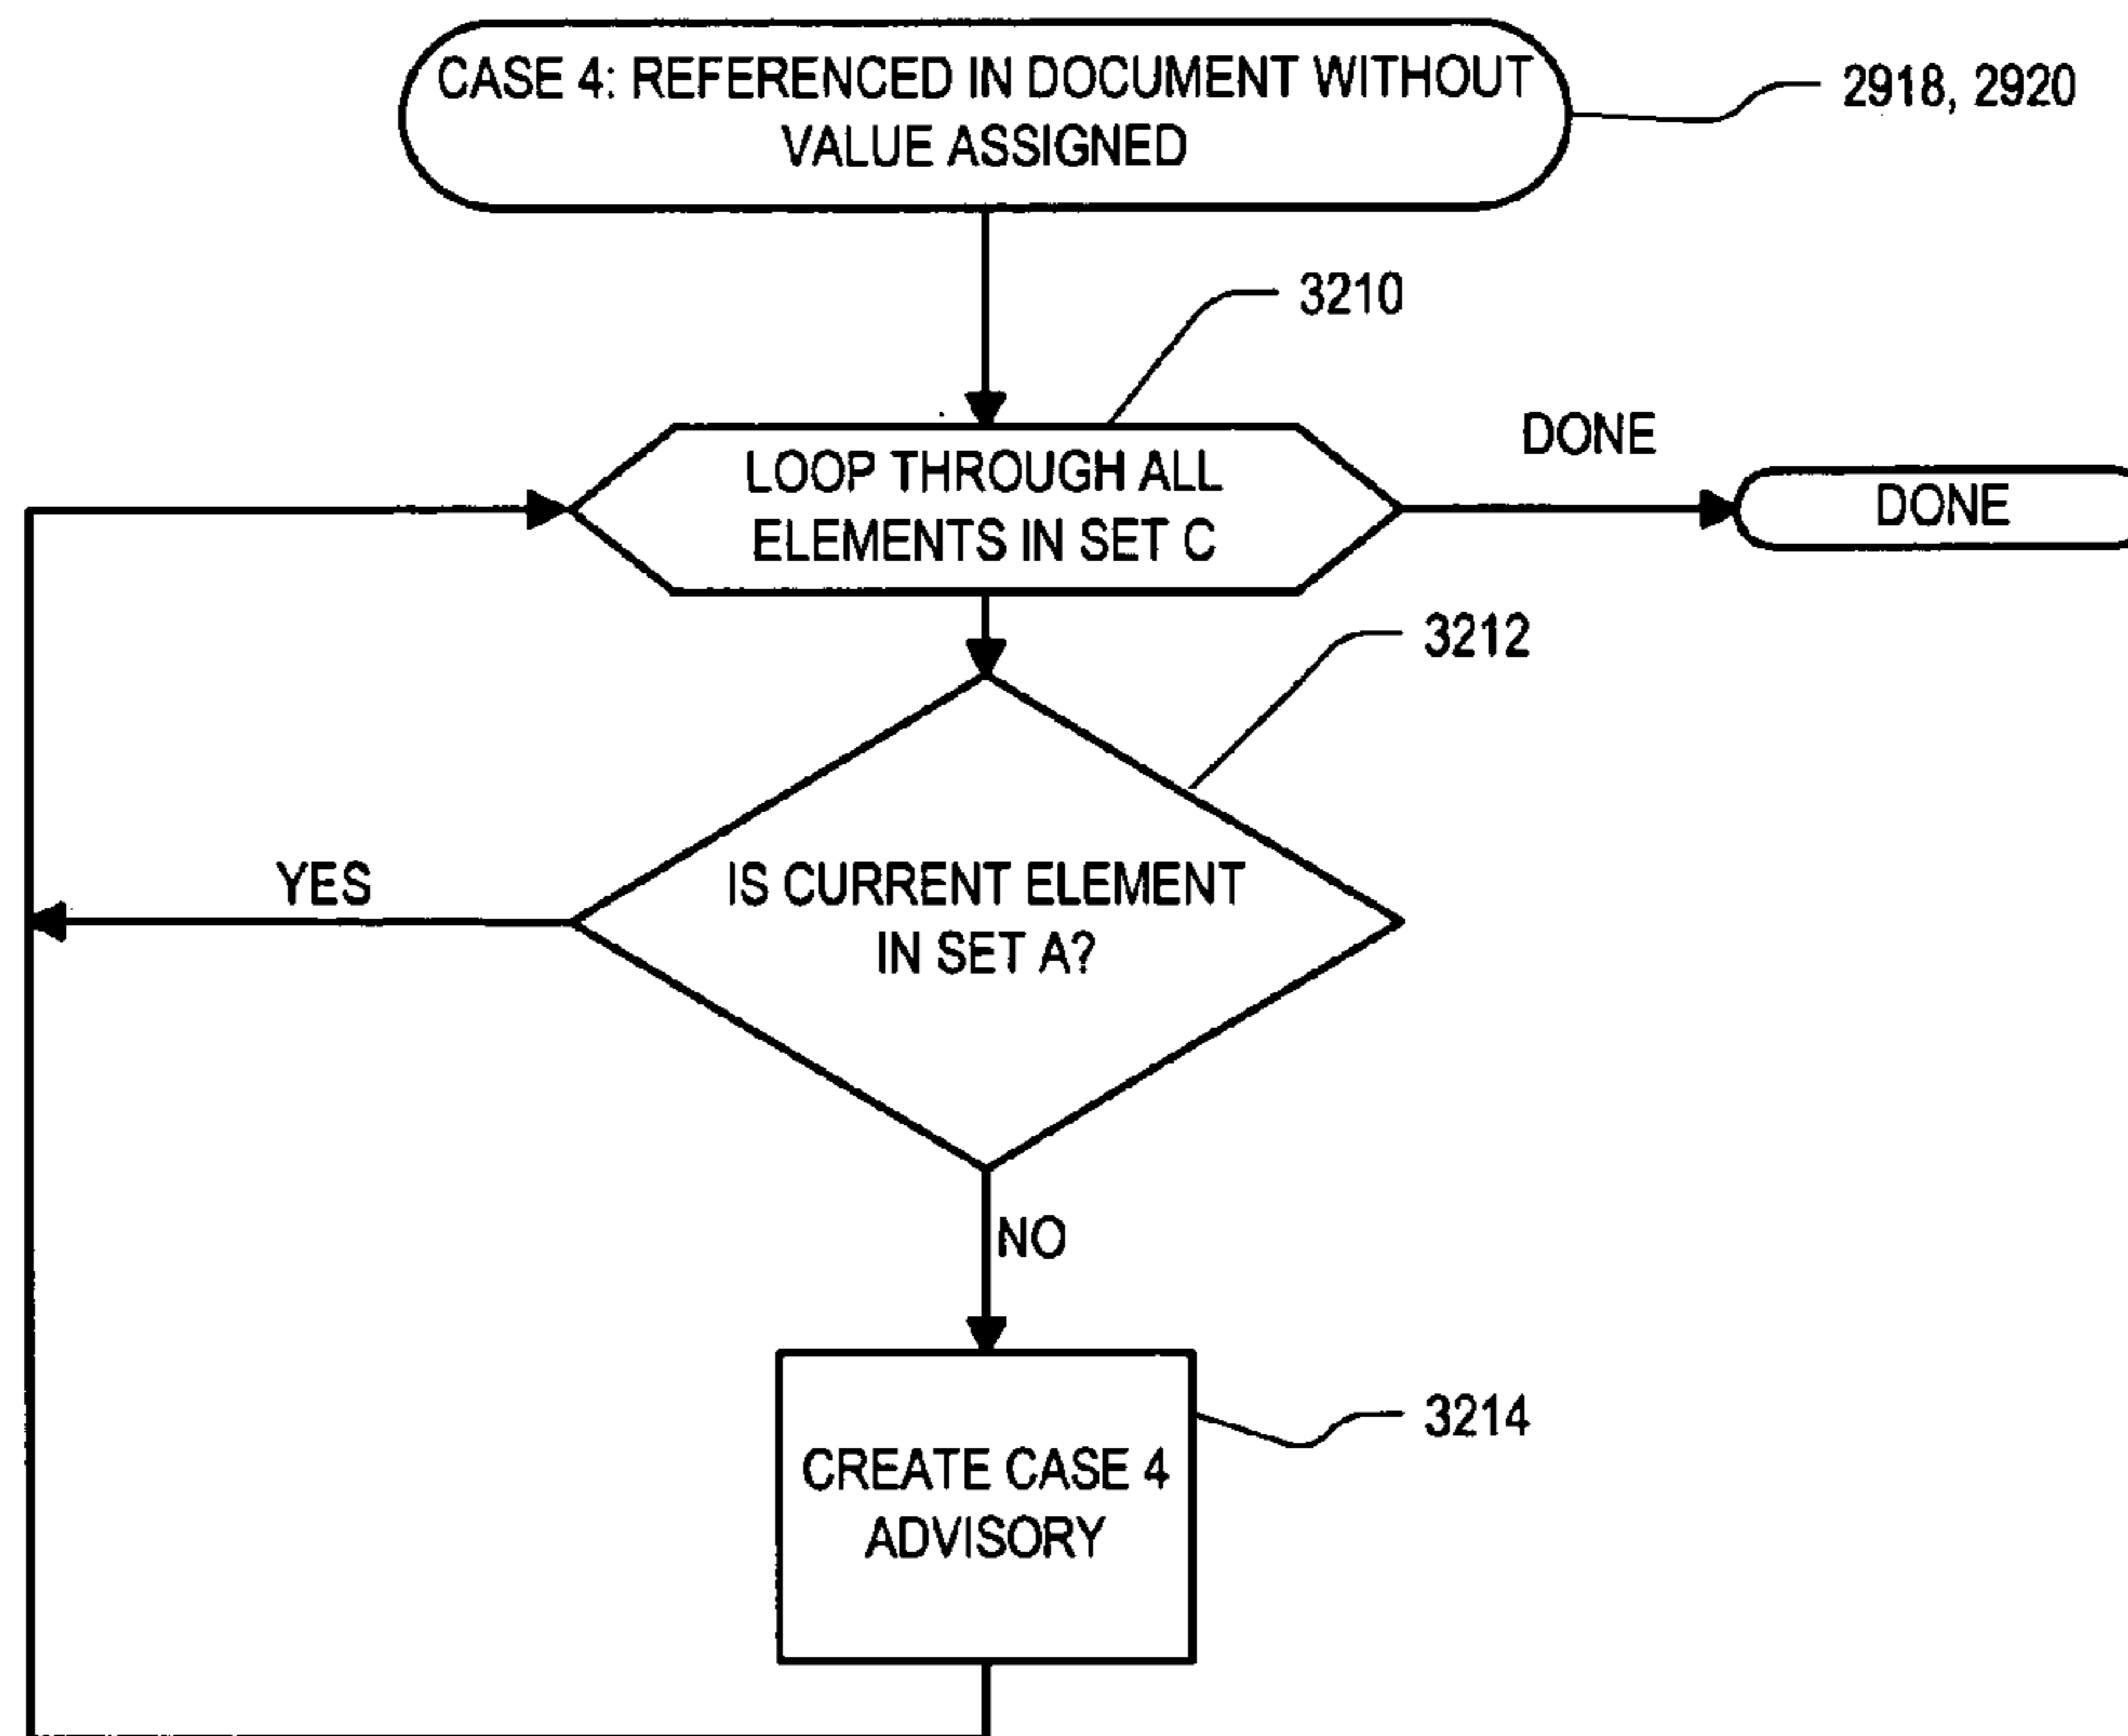 CASE 4: REFERENCED IN DOCUMENT WITHOUT
VALUE ASSIGNED
2918, 2920
3210
LOOP THROUGH ALL
ELEMENTS IN SET C
DONE
DONE
3212
IS CURRENT ELEMENT
IN SET A?
YES
NO
3214
CREATE CASE 4
ADVISORY